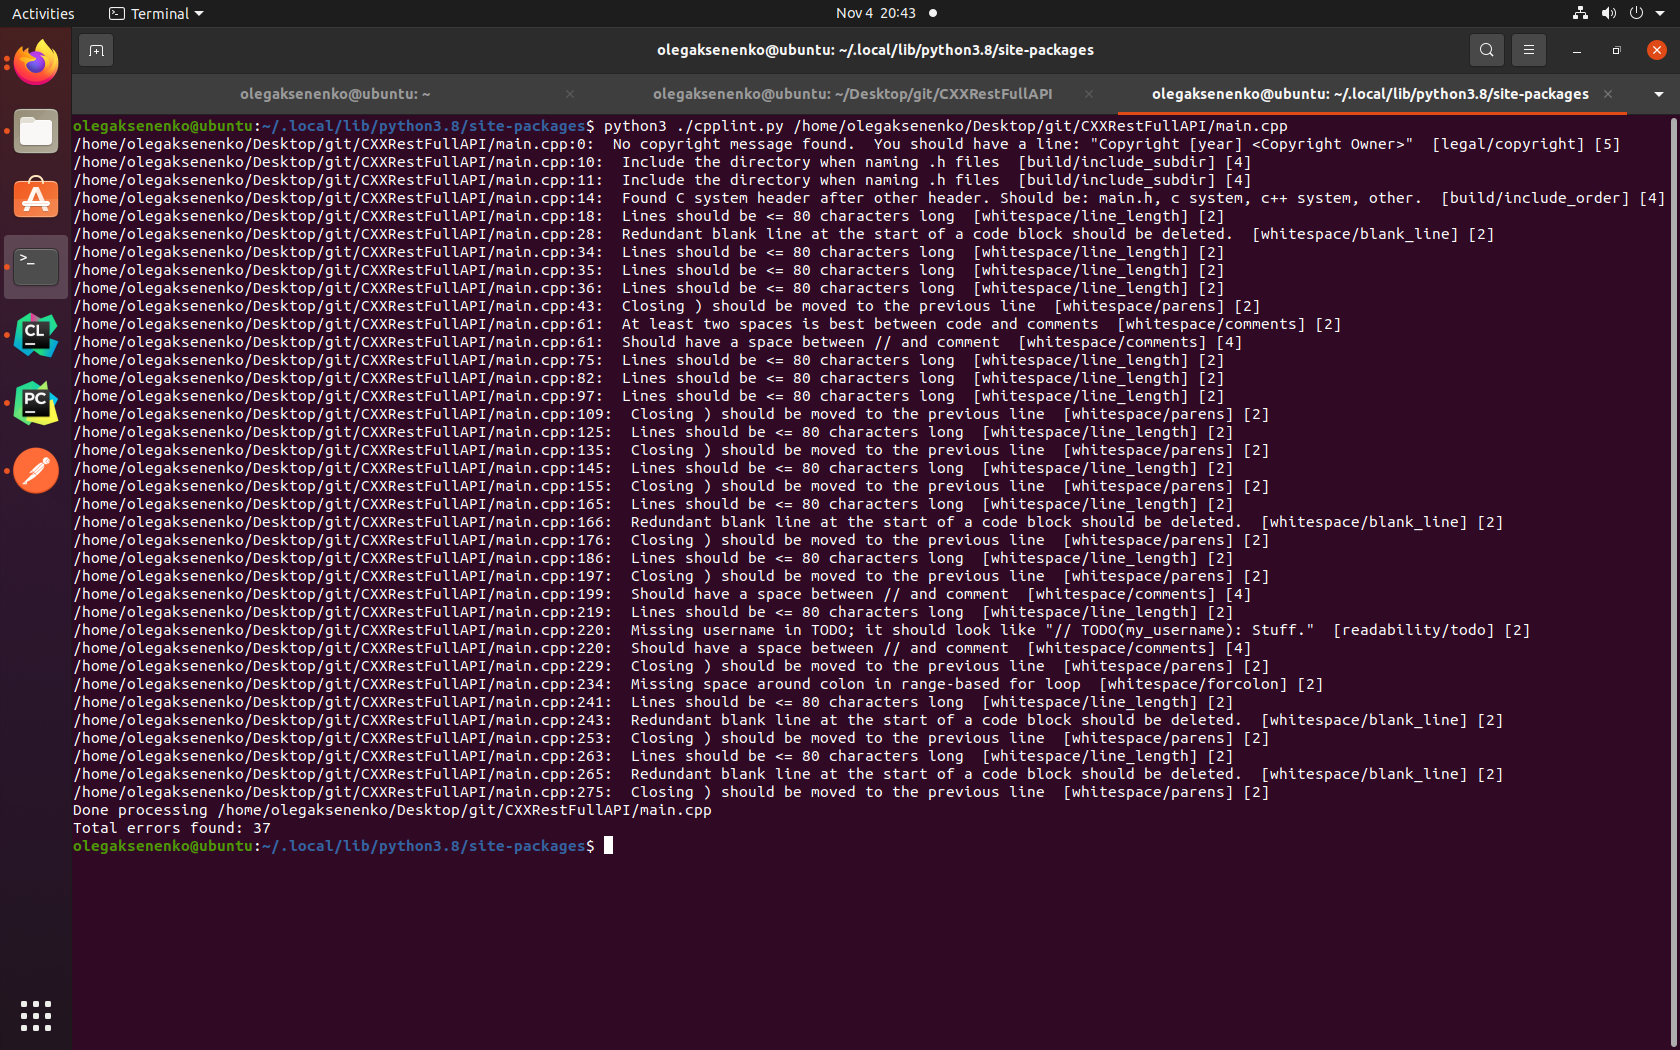 Activities
Terminal
Nov 4 20:43
olegaksenenko@ubuntu: ~/.local/lib/python3.8/site-packages
olegaksenenko@ubuntu: ~
olegaksenenko@ubuntu: ~/Desktop/git/CXXRestFullAPI
olegaksenenko@ubuntu: ~/.local/lib/python3.8/site-packages
olegaksenenko@ubuntu:~/.local/lib/python3.8/site-packages$ python3 ./cpplint.py /home/olegaksenenko/Desktop/git/CXXRestFullAPI/main.cpp
/home/olegaksenenko/Desktop/git/CXXRestFullAPI/main.cpp:0:  No copyright message found.  You should have a line: "Copyright [year] <Copyright Owner>"  [legal/copyright] [5]
/home/olegaksenenko/Desktop/git/CXXRestFullAPI/main.cpp:10:  Include the directory when naming .h files  [build/include_subdir] [4]
/home/olegaksenenko/Desktop/git/CXXRestFullAPI/main.cpp:11:  Include the directory when naming .h files  [build/include_subdir] [4]
/home/olegaksenenko/Desktop/git/CXXRestFullAPI/main.cpp:14:  Found C system header after other header. Should be: main.h, c system, c++ system, other.  [build/include_order] [4]
/home/olegaksenenko/Desktop/git/CXXRestFullAPI/main.cpp:18:  Lines should be <= 80 characters long  [whitespace/line_length] [2]
/home/olegaksenenko/Desktop/git/CXXRestFullAPI/main.cpp:28:  Redundant blank line at the start of a code block should be deleted.  [whitespace/blank_line] [2]
/home/olegaksenenko/Desktop/git/CXXRestFullAPI/main.cpp:34:  Lines should be <= 80 characters long  [whitespace/line_length] [2]
/home/olegaksenenko/Desktop/git/CXXRestFullAPI/main.cpp:35:  Lines should be <= 80 characters long  [whitespace/line_length] [2]
/home/olegaksenenko/Desktop/git/CXXRestFullAPI/main.cpp:36:  Lines should be <= 80 characters long  [whitespace/line_length] [2]
/home/olegaksenenko/Desktop/git/CXXRestFullAPI/main.cpp:43:  Closing ) should be moved to the previous line  [whitespace/parens] [2]
/home/olegaksenenko/Desktop/git/CXXRestFullAPI/main.cpp:61:  At least two spaces is best between code and comments  [whitespace/comments] [2]
/home/olegaksenenko/Desktop/git/CXXRestFullAPI/main.cpp:61:  Should have a space between // and comment  [whitespace/comments] [4]
/home/olegaksenenko/Desktop/git/CXXRestFullAPI/main.cpp:75:  Lines should be <= 80 characters long  [whitespace/line_length] [2]
/home/olegaksenenko/Desktop/git/CXXRestFullAPI/main.cpp:82:  Lines should be <= 80 characters long  [whitespace/line_length] [2]
/home/olegaksenenko/Desktop/git/CXXRestFullAPI/main.cpp:97:  Lines should be <= 80 characters long  [whitespace/line_length] [2]
/home/olegaksenenko/Desktop/git/CXXRestFullAPI/main.cpp:109:  Closing ) should be moved to the previous line  [whitespace/parens] [2]
/home/olegaksenenko/Desktop/git/CXXRestFullAPI/main.cpp:125:  Lines should be <= 80 characters long  [whitespace/line_length] [2]
/home/olegaksenenko/Desktop/git/CXXRestFullAPI/main.cpp:135:  Closing ) should be moved to the previous line  [whitespace/parens] [2]
/home/olegaksenenko/Desktop/git/CXXRestFullAPI/main.cpp:145:  Lines should be <= 80 characters long  [whitespace/line_length] [2]
/home/olegaksenenko/Desktop/git/CXXRestFullAPI/main.cpp:155:  Closing ) should be moved to the previous line  [whitespace/parens] [2]
/home/olegaksenenko/Desktop/git/CXXRestFullAPI/main.cpp:165:  Lines should be <= 80 characters long  [whitespace/line_length] [2]
/home/olegaksenenko/Desktop/git/CXXRestFullAPI/main.cpp:166:  Redundant blank line at the start of a code block should be deleted.  [whitespace/blank_line] [2]
/home/olegaksenenko/Desktop/git/CXXRestFullAPI/main.cpp:176:  Closing ) should be moved to the previous line  [whitespace/parens] [2]
/home/olegaksenenko/Desktop/git/CXXRestFullAPI/main.cpp:186:  Lines should be <= 80 characters long  [whitespace/line_length] [2]
/home/olegaksenenko/Desktop/git/CXXRestFullAPI/main.cpp:197:  Closing ) should be moved to the previous line  [whitespace/parens] [2]
/home/olegaksenenko/Desktop/git/CXXRestFullAPI/main.cpp:199:  Should have a space between // and comment  [whitespace/comments] [4]
/home/olegaksenenko/Desktop/git/CXXRestFullAPI/main.cpp:219:  Lines should be <= 80 characters long  [whitespace/line_length] [2]
/home/olegaksenenko/Desktop/git/CXXRestFullAPI/main.cpp:220:  Missing username in TODO; it should look like "// TODO(my_username): Stuff."  [readability/todo] [2]
/home/olegaksenenko/Desktop/git/CXXRestFullAPI/main.cpp:220:  Should have a space between // and comment  [whitespace/comments] [4]
/home/olegaksenenko/Desktop/git/CXXRestFullAPI/main.cpp:229:  Closing ) should be moved to the previous line  [whitespace/parens] [2]
/home/olegaksenenko/Desktop/git/CXXRestFullAPI/main.cpp:234:  Missing space around colon in range-based for loop  [whitespace/forcolon] [2]
/home/olegaksenenko/Desktop/git/CXXRestFullAPI/main.cpp:241:  Lines should be <= 80 characters long  [whitespace/line_length] [2]
/home/olegaksenenko/Desktop/git/CXXRestFullAPI/main.cpp:243:  Redundant blank line at the start of a code block should be deleted.  [whitespace/blank_line] [2]
/home/olegaksenenko/Desktop/git/CXXRestFullAPI/main.cpp:253:  Closing ) should be moved to the previous line  [whitespace/parens] [2]
/home/olegaksenenko/Desktop/git/CXXRestFullAPI/main.cpp:263:  Lines should be <= 80 characters long  [whitespace/line_length] [2]
/home/olegaksenenko/Desktop/git/CXXRestFullAPI/main.cpp:265:  Redundant blank line at the start of a code block should be deleted.  [whitespace/blank_line] [2]
/home/olegaksenenko/Desktop/git/CXXRestFullAPI/main.cpp:275:  Closing ) should be moved to the previous line  [whitespace/parens] [2]
Done processing /home/olegaksenenko/Desktop/git/CXXRestFullAPI/main.cpp
Total errors found: 37
olegaksenenko@ubuntu:~/.local/lib/python3.8/site-packages$
CL
PC